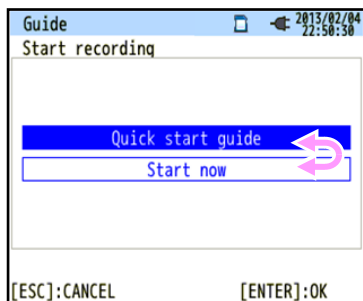 Guide 2013/02/04
22:50:30
Start recording
Quick start guide
Start now
[ESC]:CANCEL [ENTER]:OK